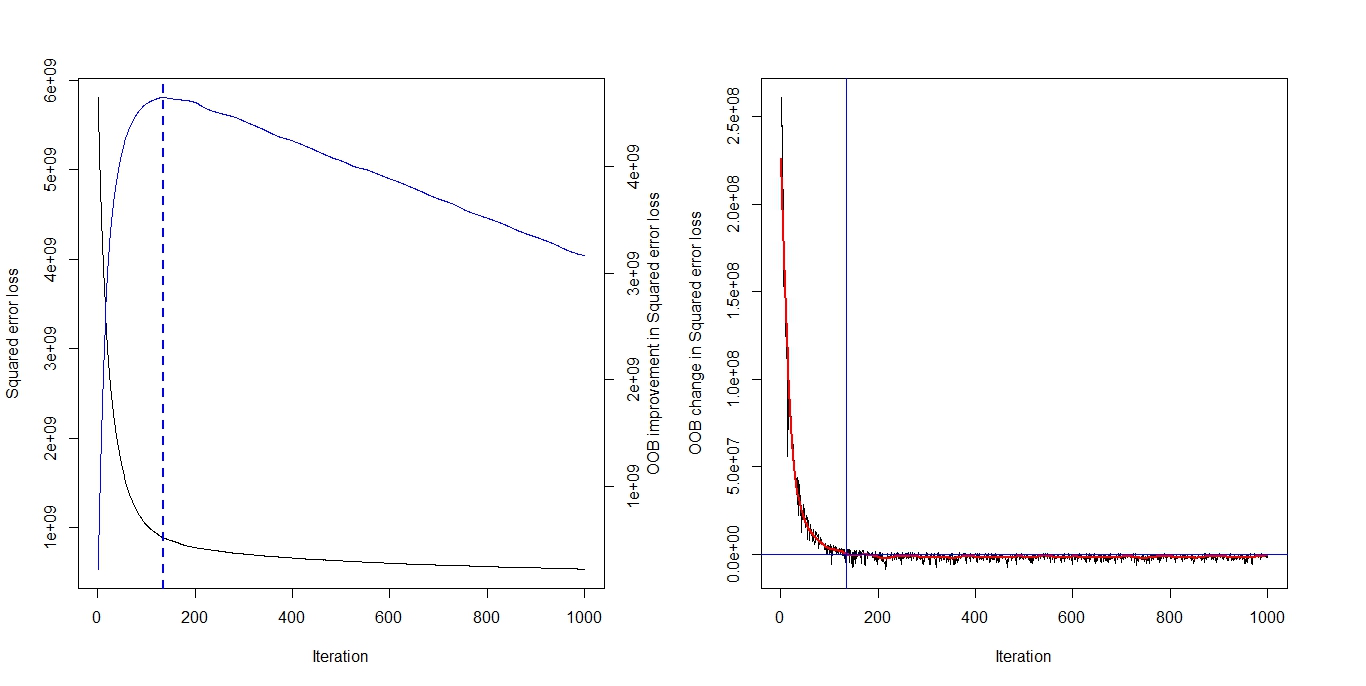 Squared error loss
6e+09
5e+09
4e+09
3e+09
2e+09
1e+09
0 200 400 600 800 1000
Iteration
4e+09
3e+09
2e+09
1e+09
OOB improvement in Squared error loss
OOB change in Squared error loss
2.5e+08
2.0e+08
1.5e+08
1.0e+08
5.0e+07
0.0e+00
0 200 400 600 800 1000
Iteration